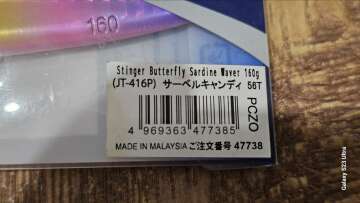 160
Stinger Butterfly Sardine Waver 160g
(JT-416P) サーベルキャンディ 56T
PCZO
4 969363 477385
MADE IN MALAYSIA ご注文番号 47738
Galaxy S23 Ultra